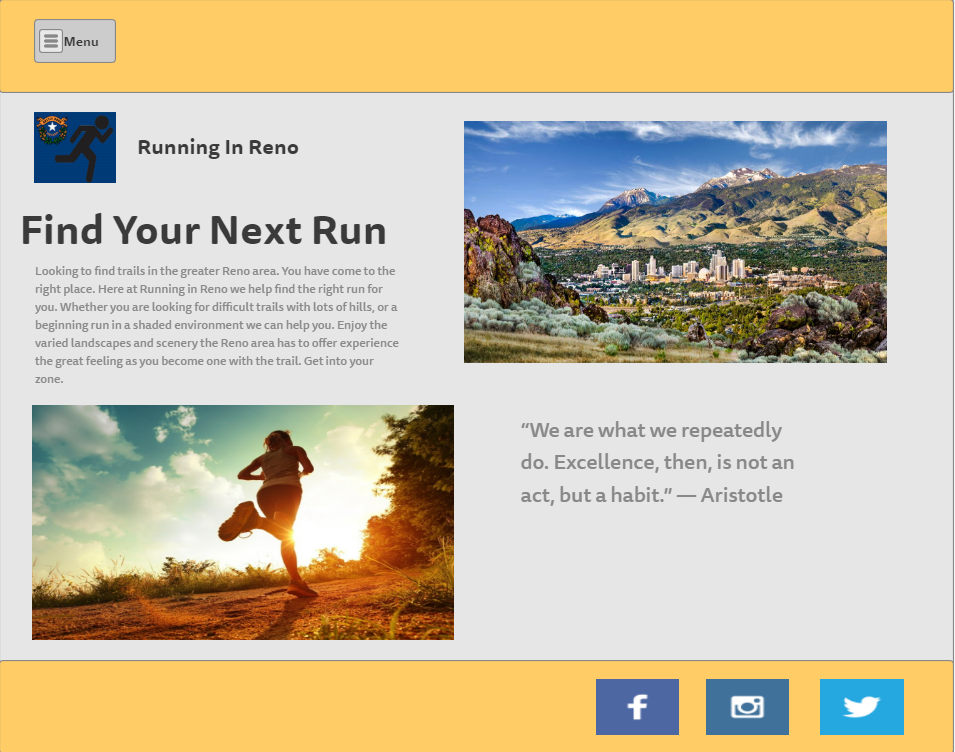 Menu
Running In Reno
Find Your Next Run
Looking to find trails in the greater Reno area. You have come to the
right place. Here at Running in Reno we help find the right run for
you. Whether you are looking for difficult trails with lots of hills, or a
beginning run in a shaded environment we can help you. Enjoy the
varied landscapes and scenery the Reno area has to offer experience
the great feeling as you become one with the trail. Get into your
zone.
“We are what we repeatedly
do. Excellence, then, is not an
act, but a habit.” — Aristotle